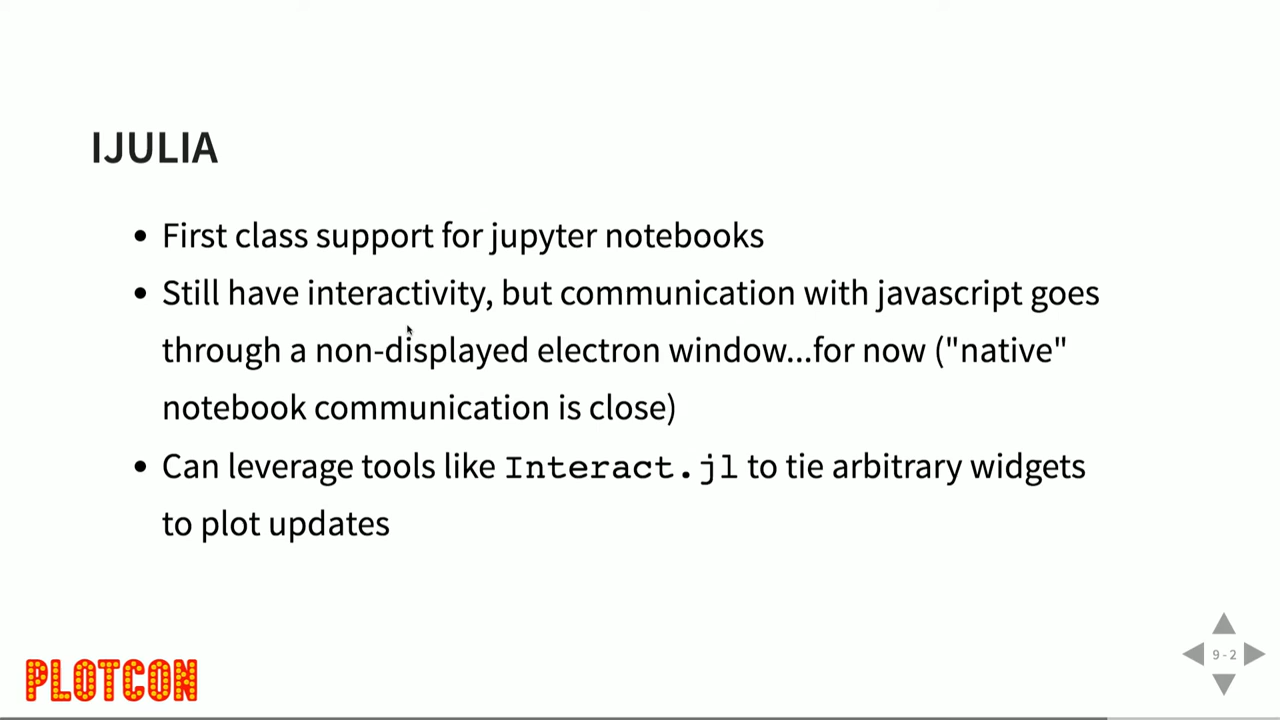 IJULIA
• First class support for jupyter notebooks
• Still have interactivity, but communication with javascript goes
through a non-displayed electron window...for now ("native"
notebook communication is close)
• Can leverage tools like Interact.jl to tie arbitrary widgets
to plot updates
9 - 2
PLOTCON